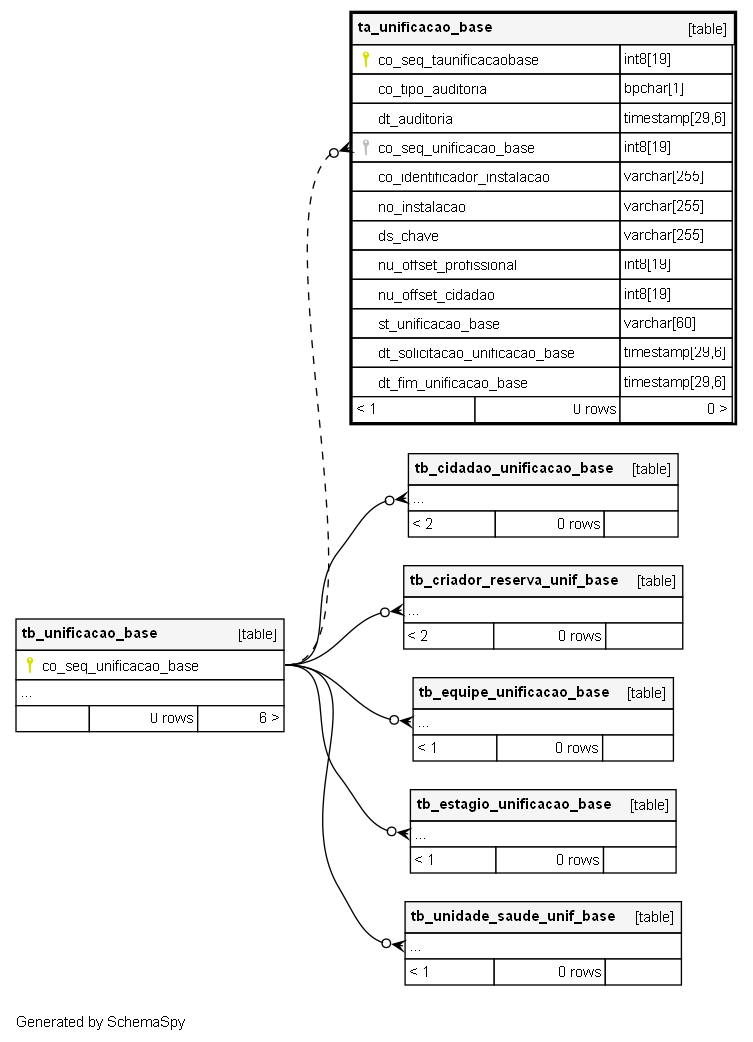 ta_unificacao_base [table]
co_seq_taunificacaobase int8[19]
co_tipo_auditoria bpchar[1]
dt_auditoria timestamp[29,6]
co_seq_unificacao_base int8[19]
co_identificador_instalacao varchar[255]
no_instalacao varchar[255]
ds_chave varchar[255]
nu_offset_profissional int8[19]
nu_offset_cidadao int8[19]
st_unificacao_base varchar[60]
dt_solicitacao_unificacao_base timestamp[29,6]
dt_fim_unificacao_base timestamp[29,6]
< 1 0 rows 0 >
tb_cidadao_unificacao_base [table]
...
< 2 0 rows
tb_criador_reserva_unif_base [table]
...
< 2 0 rows
tb_unificacao_base [table]
co_seq_unificacao_base
...
0 rows 6 >
tb_equipe_unificacao_base [table]
...
< 1 0 rows
tb_estagio_unificacao_base [table]
...
< 1 0 rows
tb_unidade_saude_unif_base [table]
...
< 1 0 rows
Generated by SchemaSpy